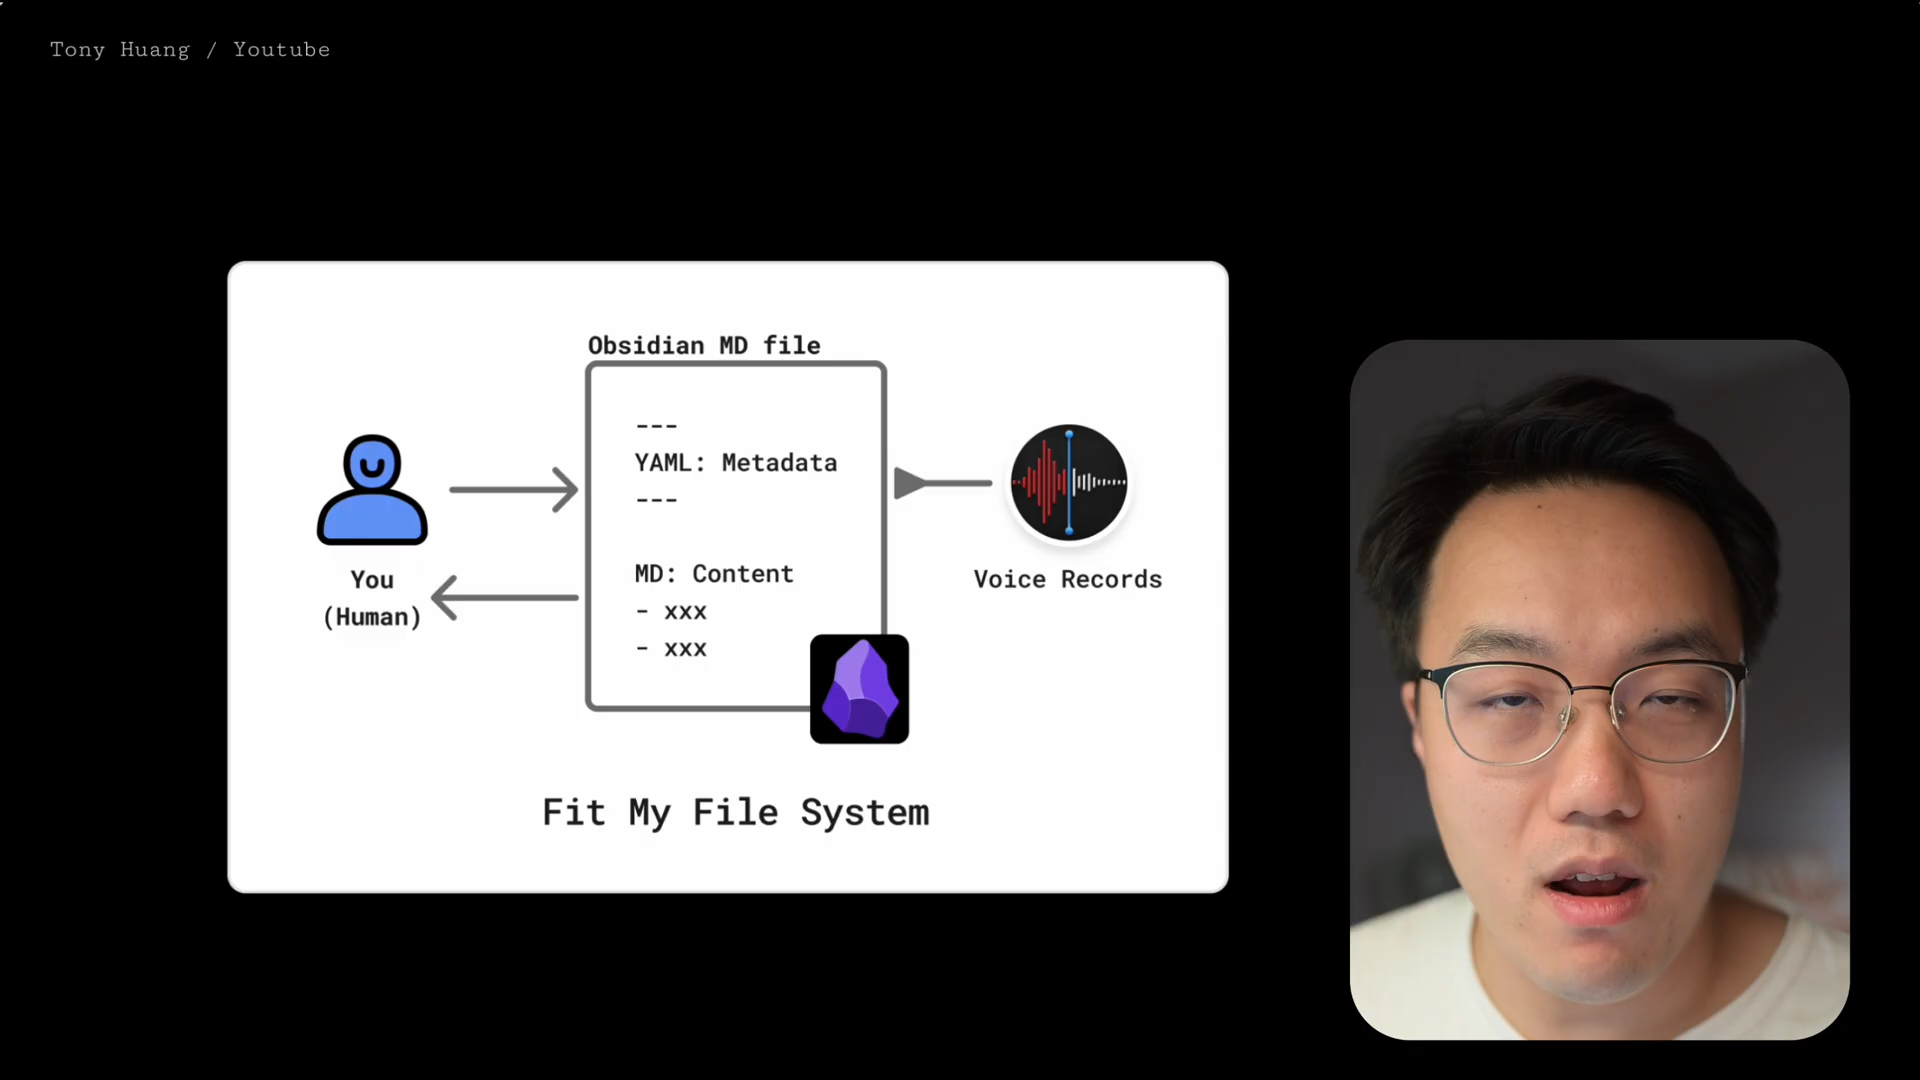 Tony Huang / Youtube
Obsidian MD file
---
YAML: Metadata
---
MD: Content
- xxx
- xxx
You
(Human)
Voice Records
Fit My File System